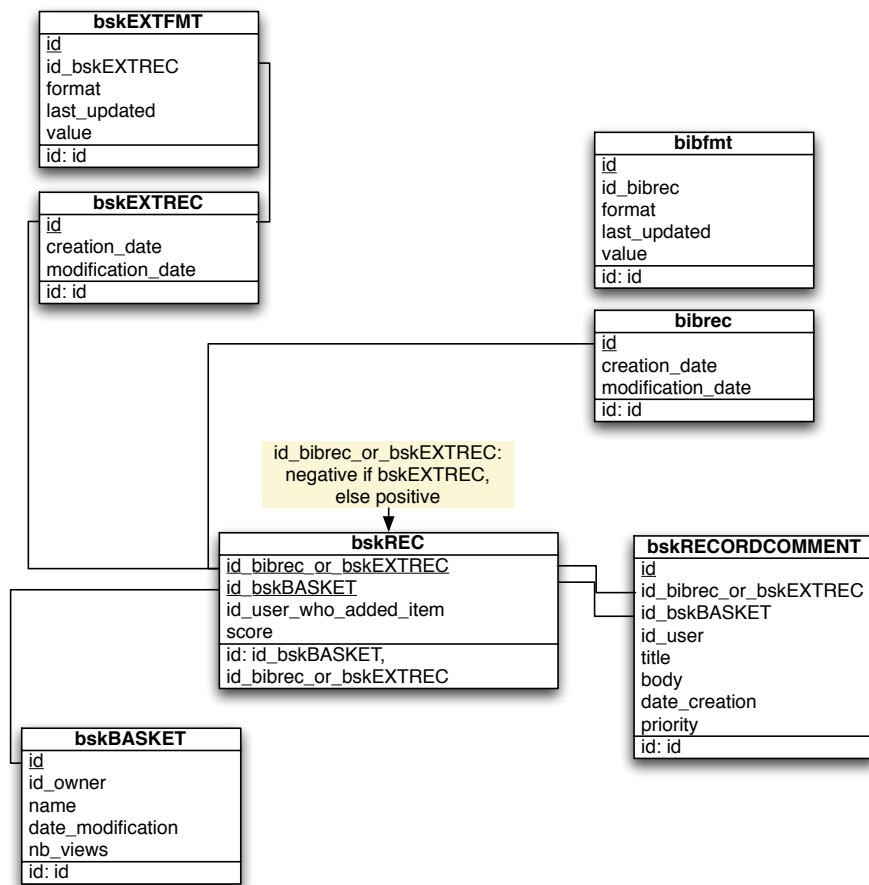 bskEXTFMT
id
id_bskEXTREC
format
last_updated
value
id: id
bskEXTREC
id
creation_date
modification_date
id: id
bibfmt
id
id_bibrec
format
last_updated
value
id: id
bibrec
id
creation_date
modification_date
id: id
id_bibrec_or_bskEXTREC:
negative if bskEXTREC,
else positive
bskREC
id_bibrec_or_bskEXTREC
id_bskBASKET
id_user_who_added_item
score
id: id_bskBASKET,
id_bibrec_or_bskEXTREC
bskRECORDCOMMENT
id
id_bibrec_or_bskEXTREC
id_bskBASKET
id_user
title
body
date_creation
priority
id: id
bskBASKET
id
id_owner
name
date_modification
nb_views
id: id